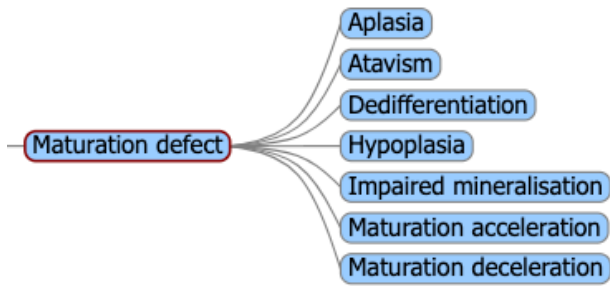 Aplasia
Atavism
Dedifferentiation
Maturation defect
Hypoplasia
Impaired mineralisation
Maturation acceleration
Maturation deceleration